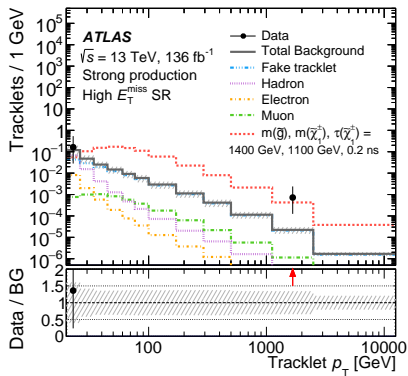 ATLAS
√s = 13 TeV, 136 fb⁻¹
Strong production
High E_T^miss SR
Data
Total Background
Fake tracklet
Hadron
Electron
Muon
m(g̃), m(χ̃₁±), τ(χ̃₁±) =
1400 GeV, 1100 GeV, 0.2 ns
Tracklets / 1 GeV
10⁵
10⁴
10³
10²
10
1
10⁻¹
10⁻²
10⁻³
10⁻⁴
10⁻⁵
10⁻⁶
Data / BG
2
1.5
1
0.5
0
100
1000
10000
Tracklet p_T [GeV]